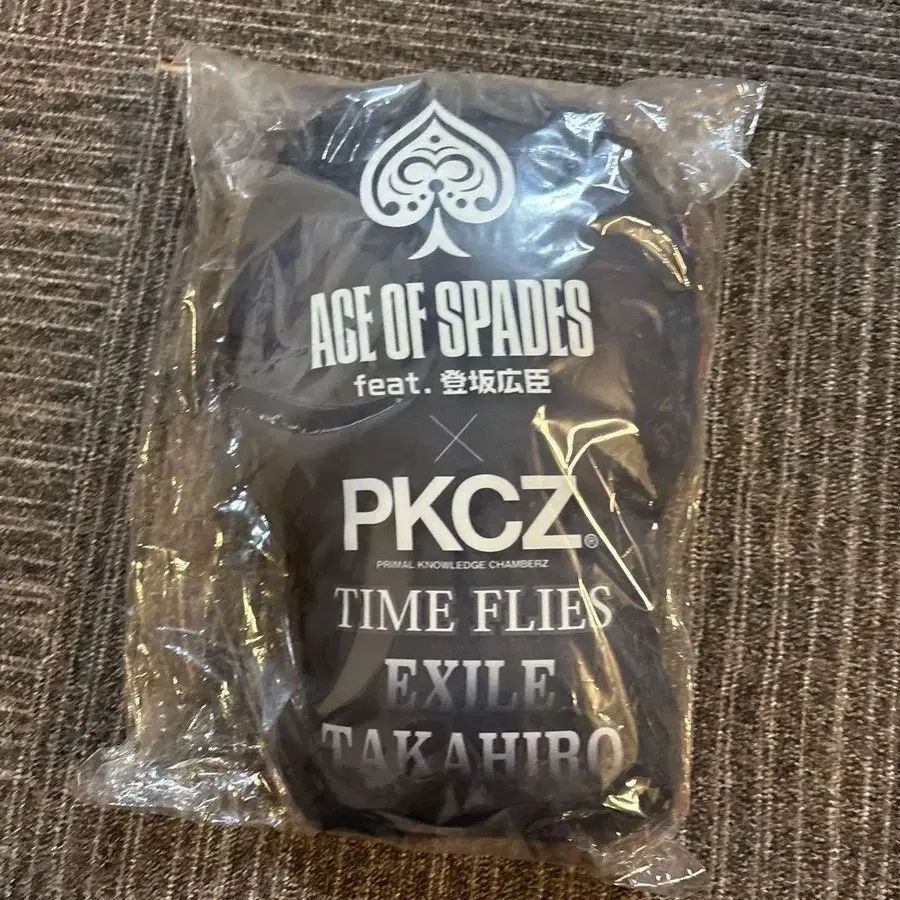 ACE OF SPADES
feat. 登坂広臣
×
PKCZ®
PRIMAL KNOWLEDGE CHAMBERZ
TIME FLIES
EXILE
TAKAHIRO